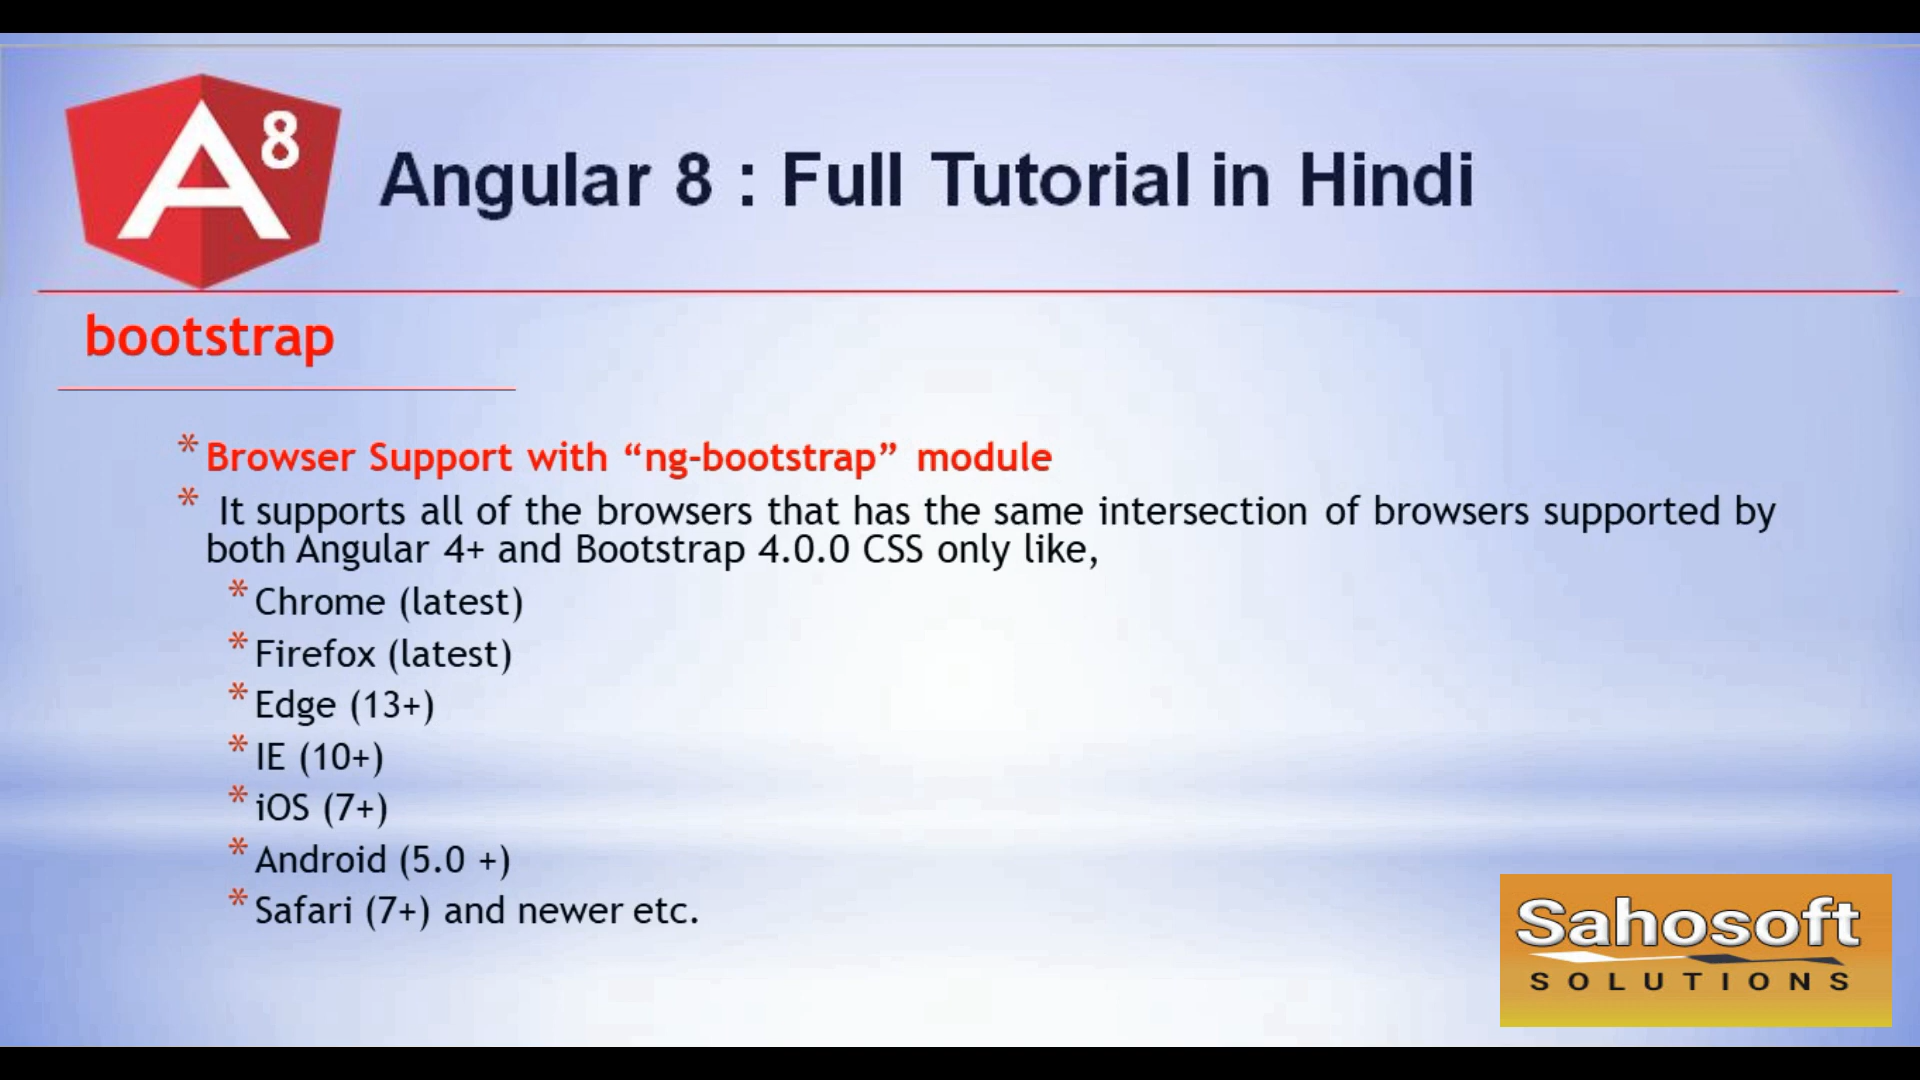 A8
Angular 8 : Full Tutorial in Hindi
bootstrap
* Browser Support with “ng-bootstrap” module
* It supports all of the browsers that has the same intersection of browsers supported by
both Angular 4+ and Bootstrap 4.0.0 CSS only like,
* Chrome (latest)
* Firefox (latest)
* Edge (13+)
* IE (10+)
* iOS (7+)
* Android (5.0 +)
* Safari (7+) and newer etc.
Sahosoft
SOLUTIONS